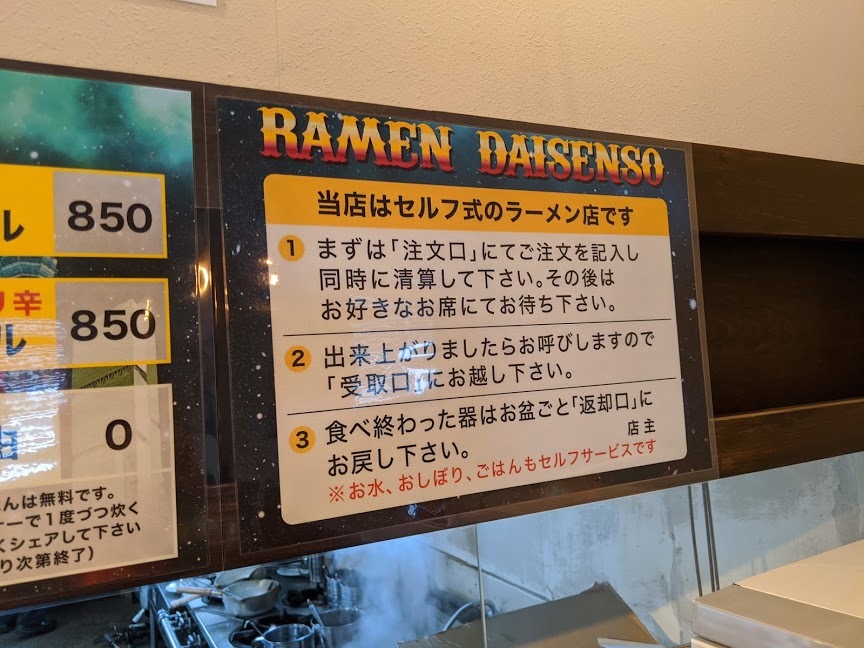 RAMEN DAISENSO
当店はセルフ式のラーメン店です
1 まずは「注文口」にてご注文を記入し
同時に清算して下さい。その後は
お好きなお席にてお待ち下さい。
2 出来上がりましたらお呼びしますので
「受取口」にお越し下さい。
3 食べ終わった器はお盆ごと「返却口」に
お戻し下さい。
店主
※お水、おしぼり、ごはんもセルフサービスです
ル 850
辛
ル 850
0
んは無料です。
ーで1度づつ炊く
くシェアして下さい
り次第終了)